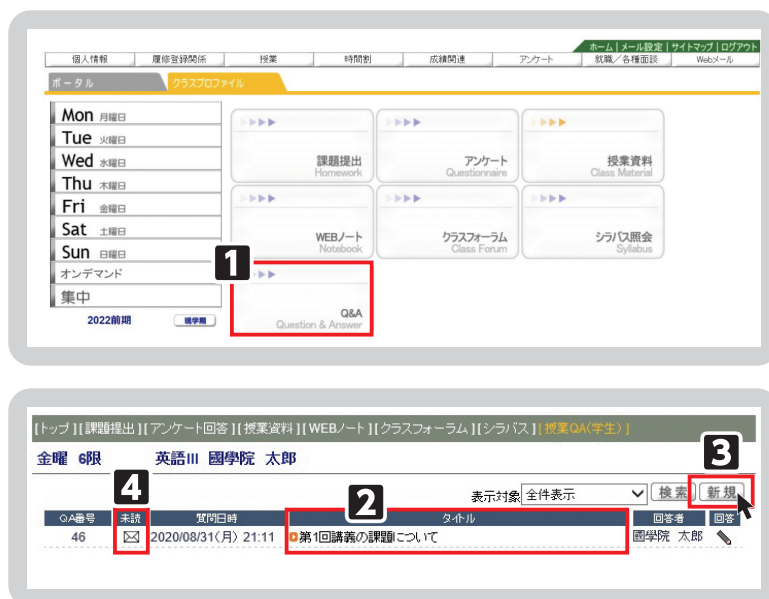 ホーム | メール設定 | サイトマップ | ログアウト
個人情報 履修登録関係 授業 時間割 成績関連 アンケート 就職／各種面談 Webメール
ポータル クラスプロファイル
Mon 月曜日
Tue 火曜日
Wed 水曜日
Thu 木曜日
Fri 金曜日
Sat 土曜日
Sun 日曜日
オンデマンド
集中
2022前期 現学期
課題提出
Homework
アンケート
Questionnaire
授業資料
Class Material
WEBノート
Notebook
クラスフォーラム
Class Forum
シラバス照会
Syllabus
1
Q&A
Question & Answer
[トップ][課題提出][アンケート回答][授業資料][WEBノート][クラスフォーラム][シラバス][授業QA(学生)]
金曜 6限 英語III 國學院 太郎
3
4
2
表示対象 全件表示 検索 新規
QA番号 未読 質問日時 タイトル 回答者 回答
46 2020/08/31(月) 21:11 第1回講義の課題について 國學院 太郎